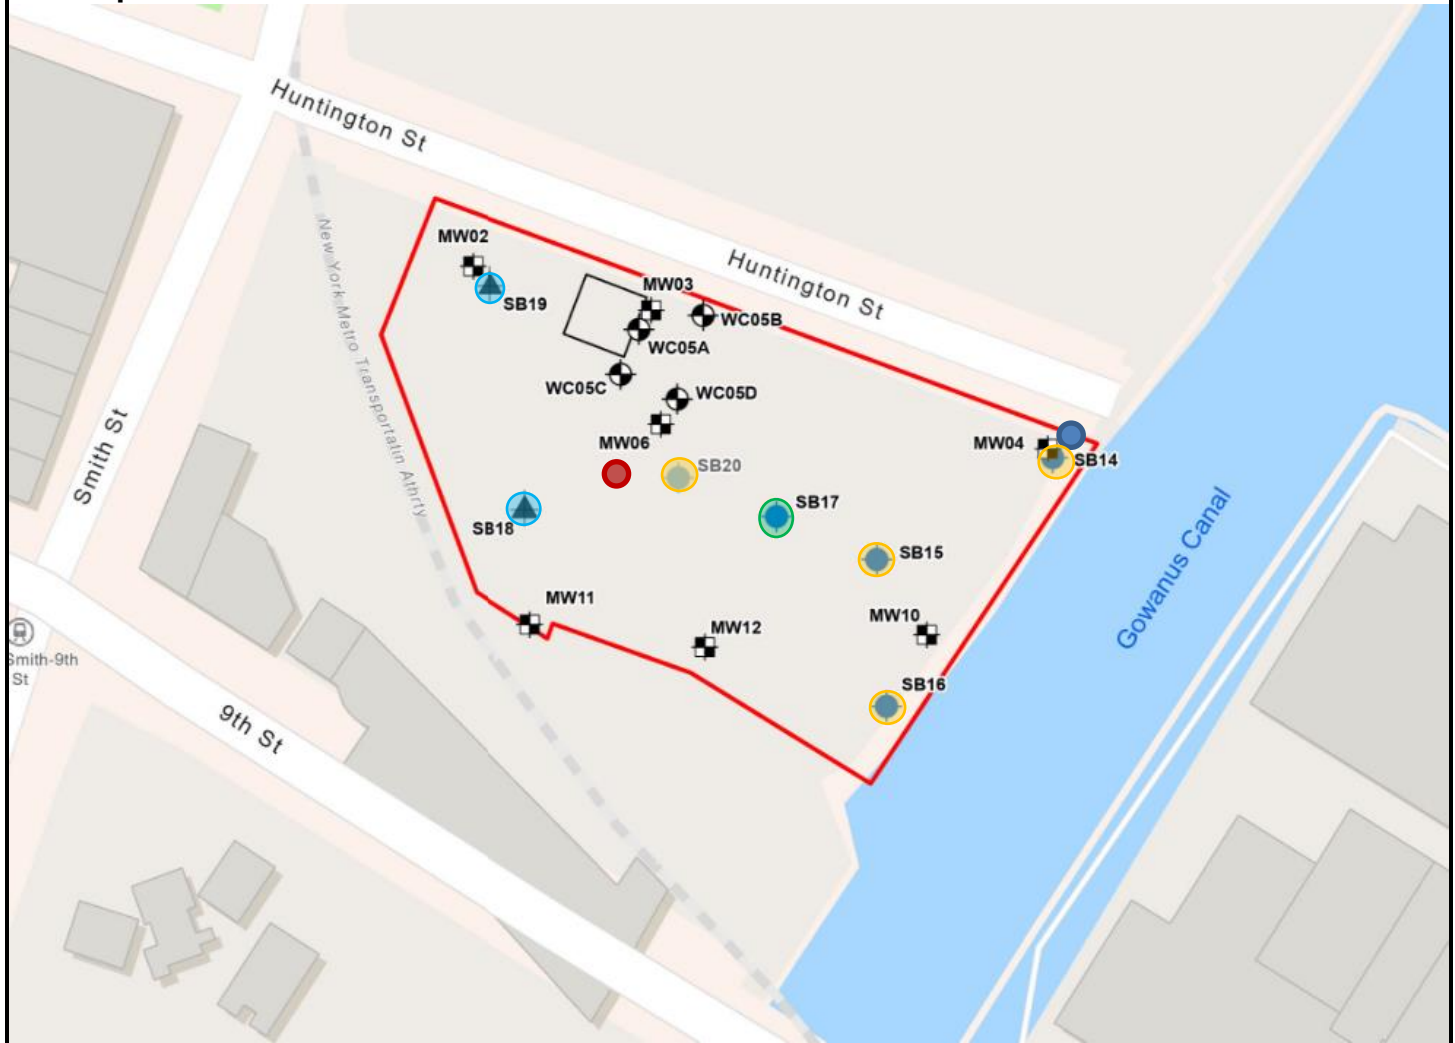 Huntington St
MW02
SB19
MW03
Huntington St
WC05B
WC05A
WC05C
WC05D
MW06
MW04
SB14
SB20
SB17
SB18
SB15
MW11
MW12
MW10
SB16
New York Metro Transportatin Athrty
Smith St
Gowanus Canal
Smith-9th
St
9th St